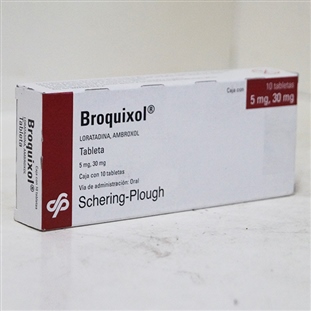 Caja con 10 tabletas
5 mg, 30 mg
Broquixol®
LORATADINA, AMBROXOL
Tableta
5 mg, 30 mg
Caja con 10 tabletas
Vía de administración: Oral
Schering-Plough
Broquixol®
Tableta